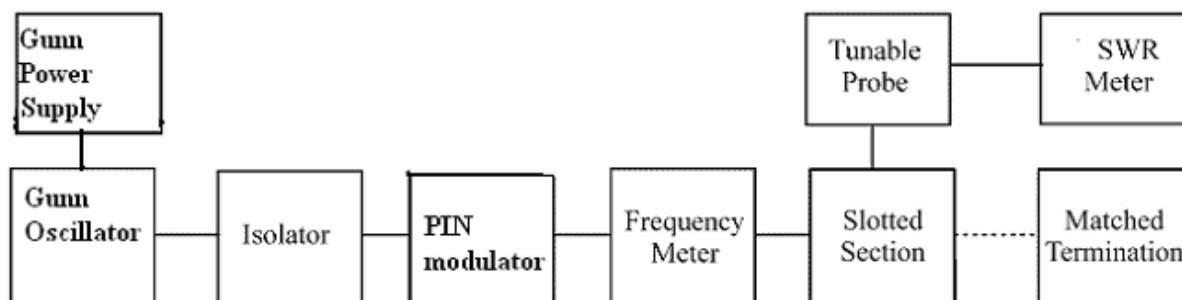 Gunn
Power
Supply
Tunable
Probe
SWR
Meter
Gunn
Oscillator
Isolator
PIN
modulator
Frequency
Meter
Slotted
Section
Matched
Termination